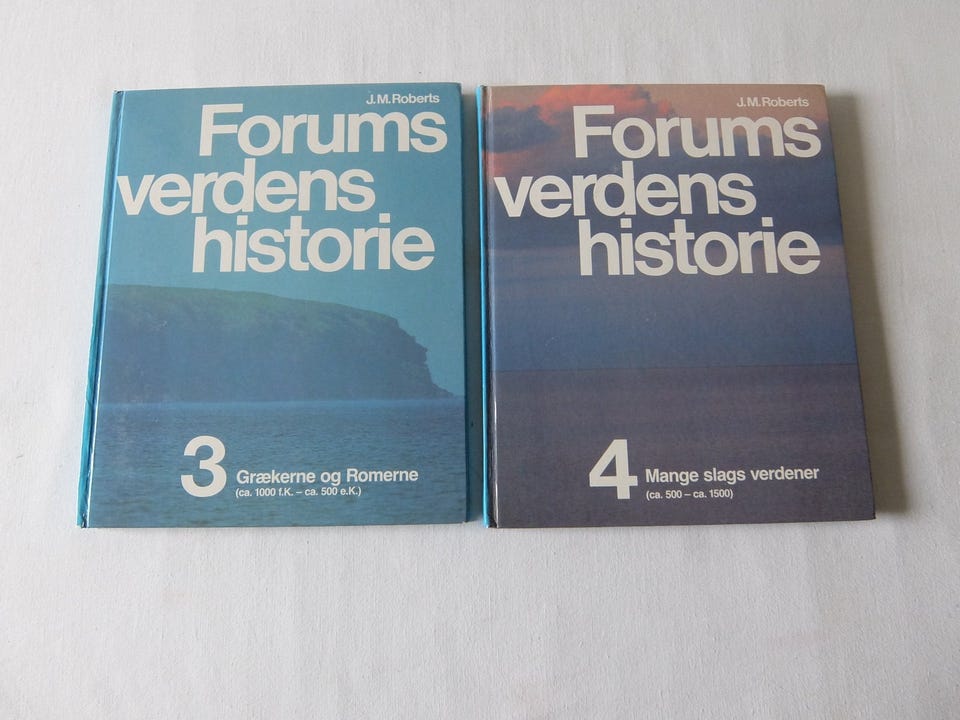 J.M.Roberts
Forums
verdens
historie
3 Grækerne og Romerne
(ca. 1000 f.K. – ca. 500 e.K.)
J.M.Roberts
Forums
verdens
historie
4 Mange slags verdener
(ca. 500 – ca. 1500)